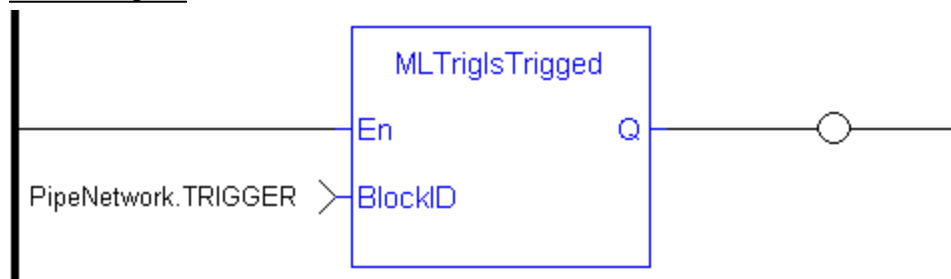 MLTrigIsTrigged
En
Q
PipeNetwork.TRIGGER
BlockID